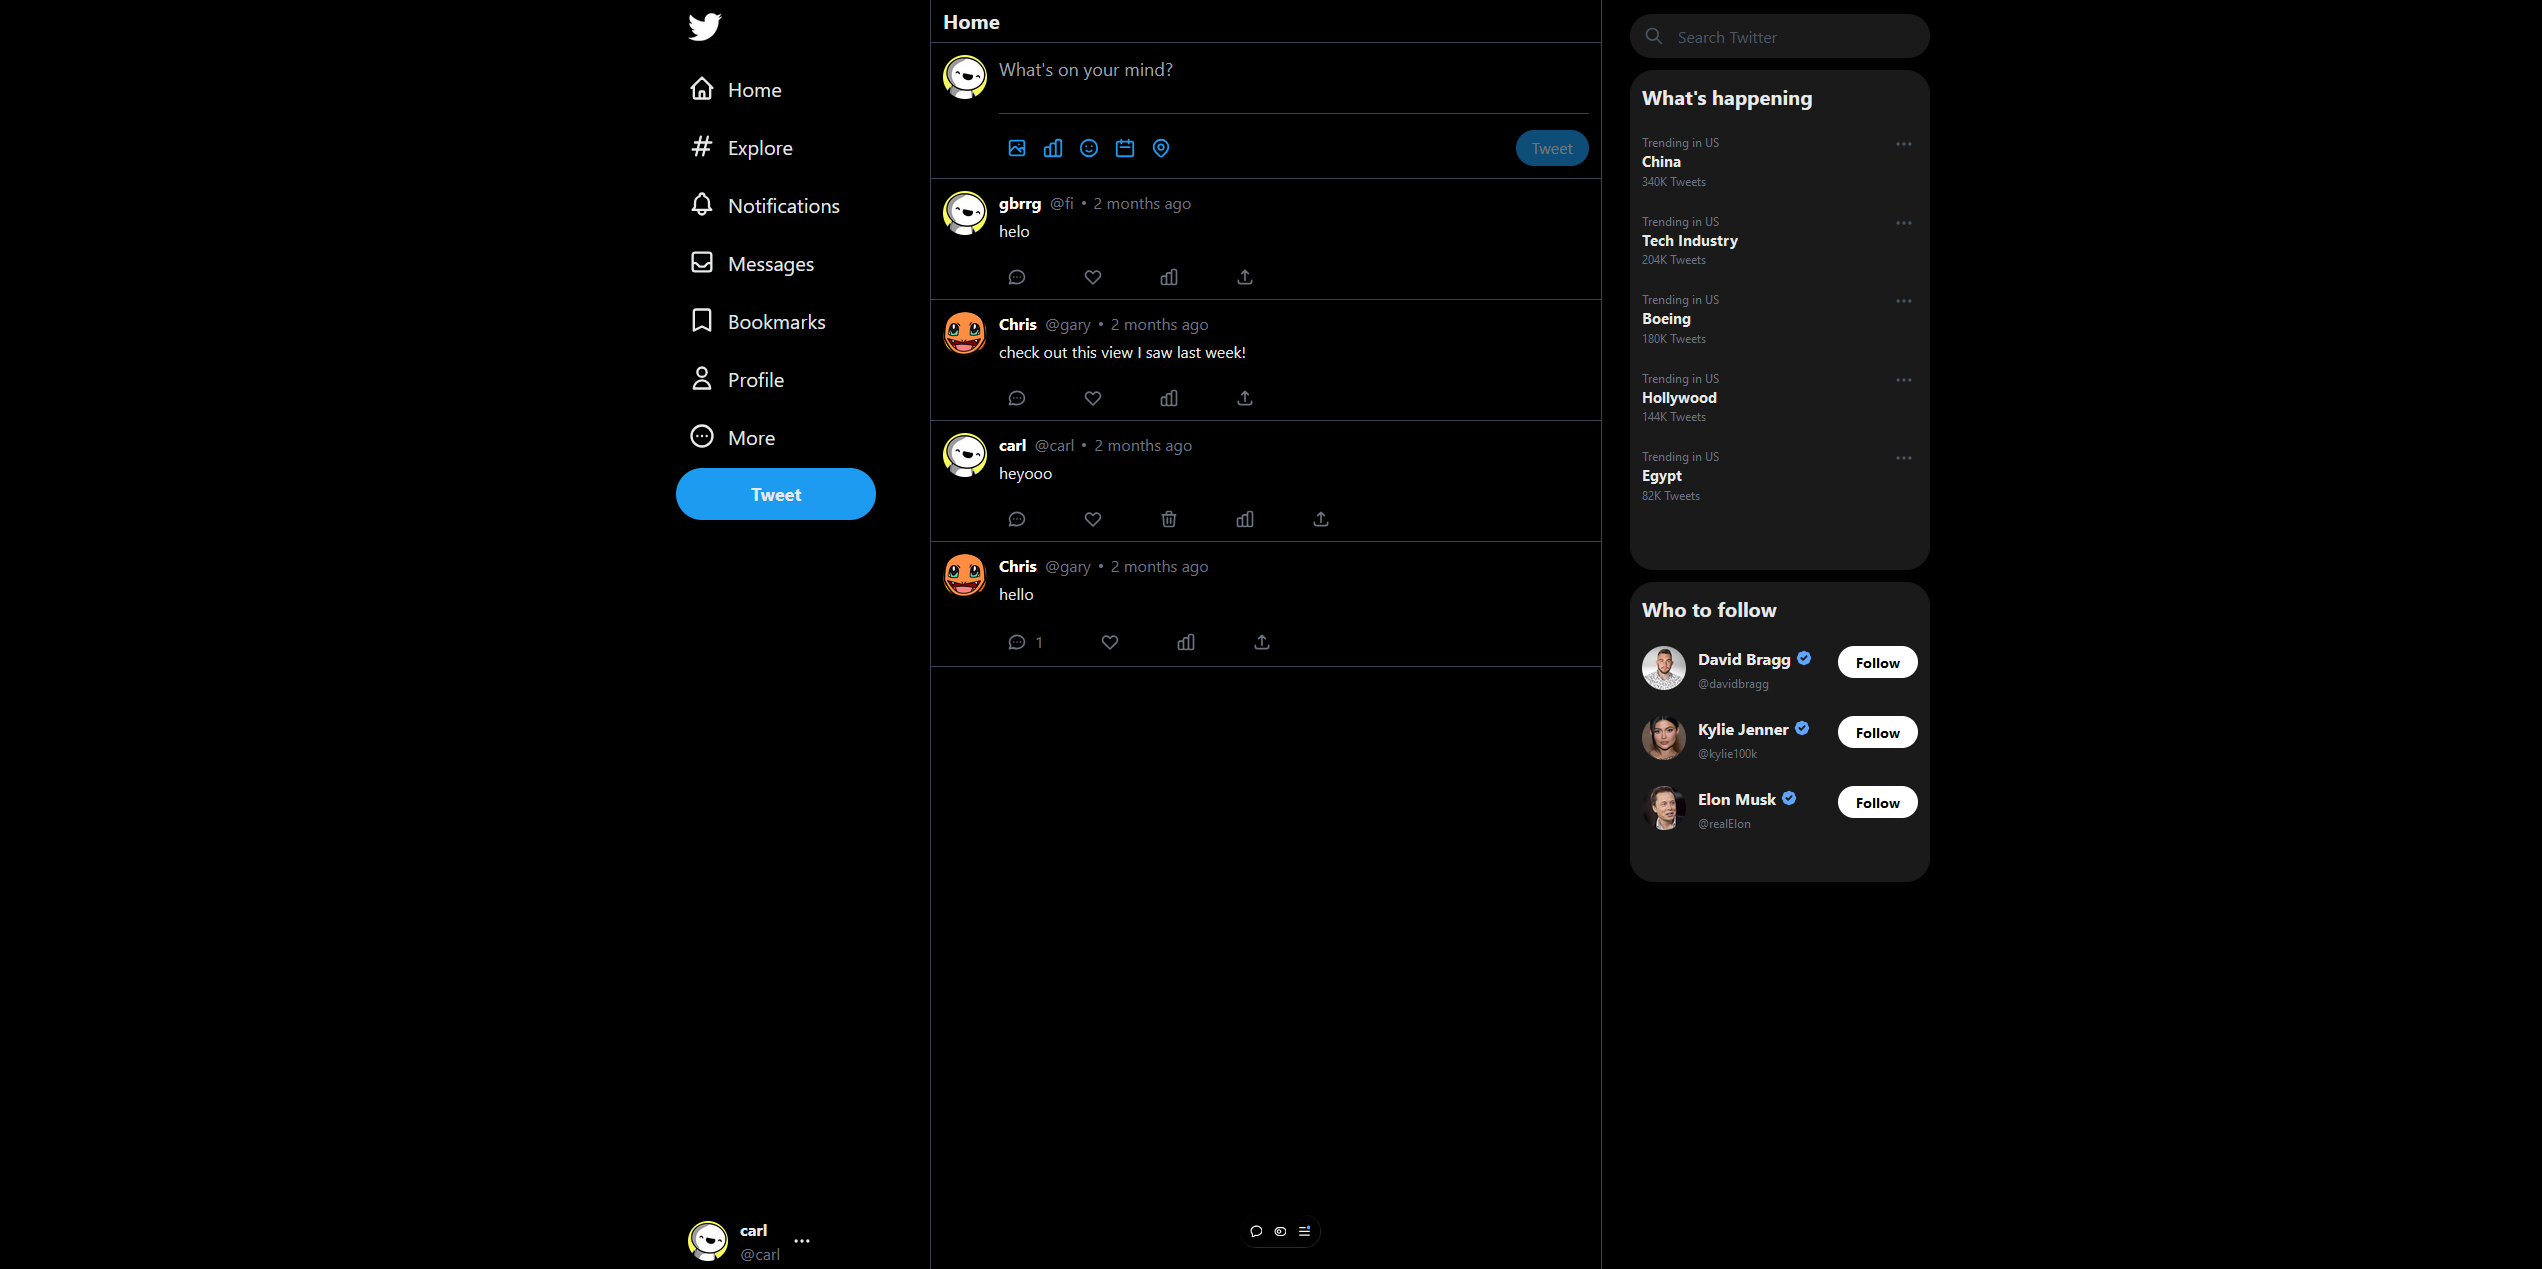 Home
Explore
Notifications
Messages
Bookmarks
Profile
More
Tweet
carl
@carl
Home
What's on your mind?
Tweet
gbrrg @fi • 2 months ago
helo
Chris @gary • 2 months ago
check out this view I saw last week!
carl @carl • 2 months ago
heyooo
Chris @gary • 2 months ago
hello
1
Search Twitter
What's happening
Trending in US
China
340K Tweets
Trending in US
Tech Industry
204K Tweets
Trending in US
Boeing
180K Tweets
Trending in US
Hollywood
144K Tweets
Trending in US
Egypt
82K Tweets
Who to follow
David Bragg
@davidbragg
Follow
Kylie Jenner
@kylie100k
Follow
Elon Musk
@realElon
Follow